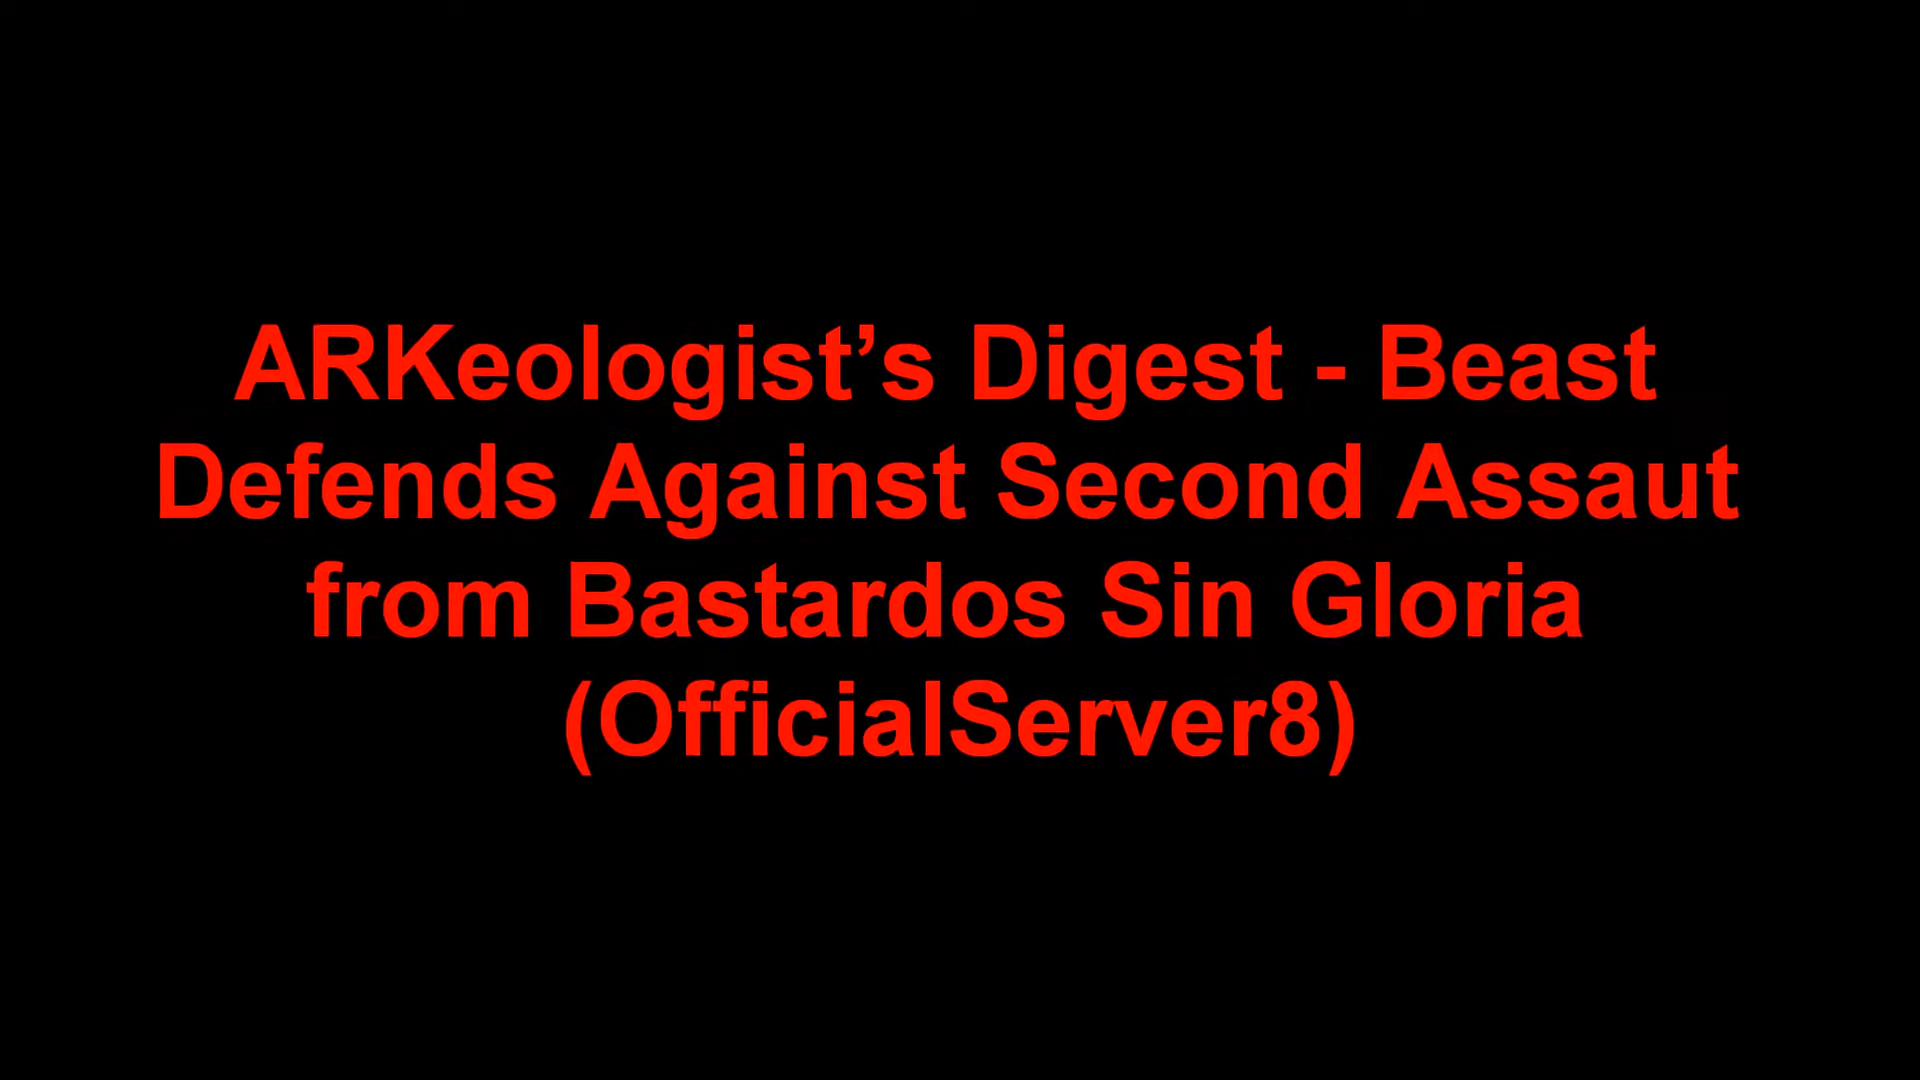 ARKeologist’s Digest - Beast
Defends Against Second Assaut
from Bastardos Sin Gloria
(OfficialServer8)